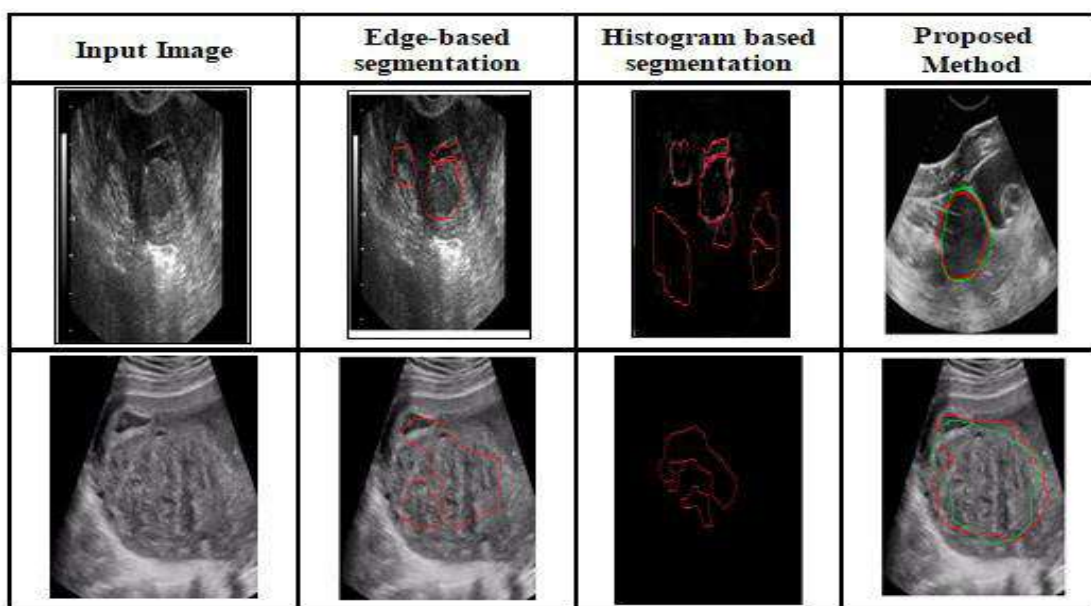 Input Image
Edge-based
segmentation
Histogram based
segmentation
Proposed
Method